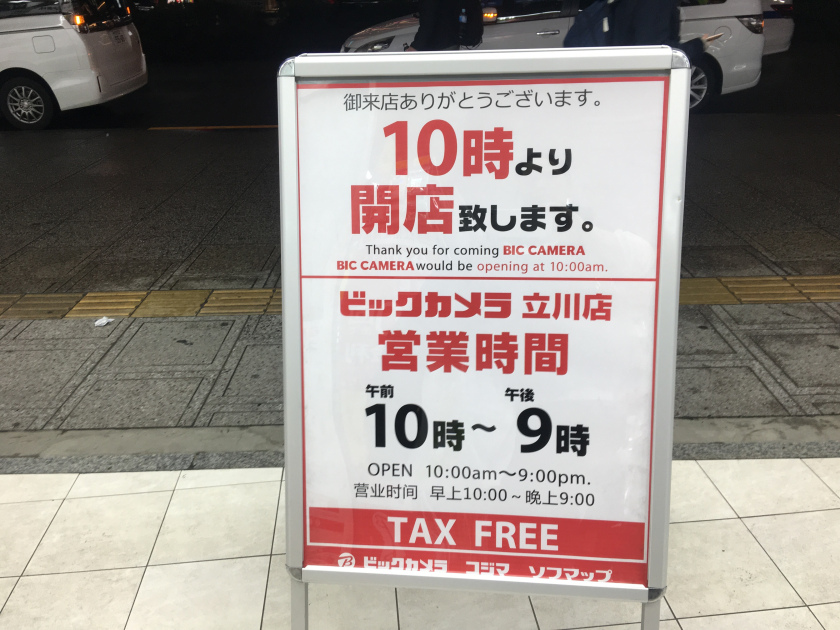 御来店ありがとうございます。
10時より
開店致します。
Thank you for coming BIC CAMERA
BIC CAMERA would be opening at 10:00am.
ビックカメラ 立川店
営業時間
午前 午後
10時~9時
OPEN 10:00am~9:00pm.
营业时间 早上10:00~晚上9:00
TAX FREE
B ビックカメラ コジマ ソフマップ